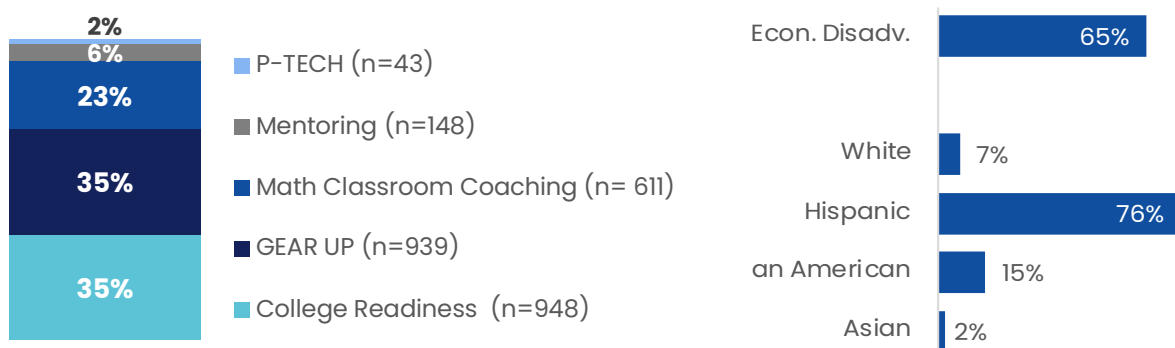 2%
6%
23%
35%
35%
P-TECH (n=43)
Mentoring (n=148)
Math Classroom Coaching (n= 611)
GEAR UP (n=939)
College Readiness (n=948)
Econ. Disadv.
65%
White
7%
Hispanic
76%
an American
15%
Asian
2%